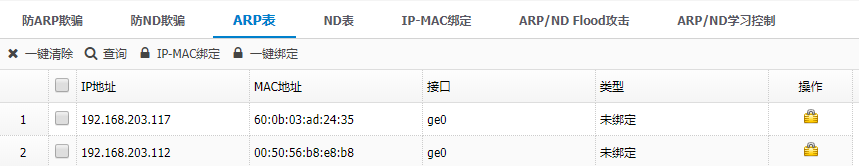 防ARP欺骗 防ND欺骗 ARP表 ND表 IP-MAC绑定 ARP/ND Flood攻击 ARP/ND学习控制
一键清除 查询 IP-MAC绑定 一键绑定
IP地址 MAC地址 接口 类型 操作
1 192.168.203.117 60:0b:03:ad:24:35 ge0 未绑定
2 192.168.203.112 00:50:56:b8:e8:b8 ge0 未绑定